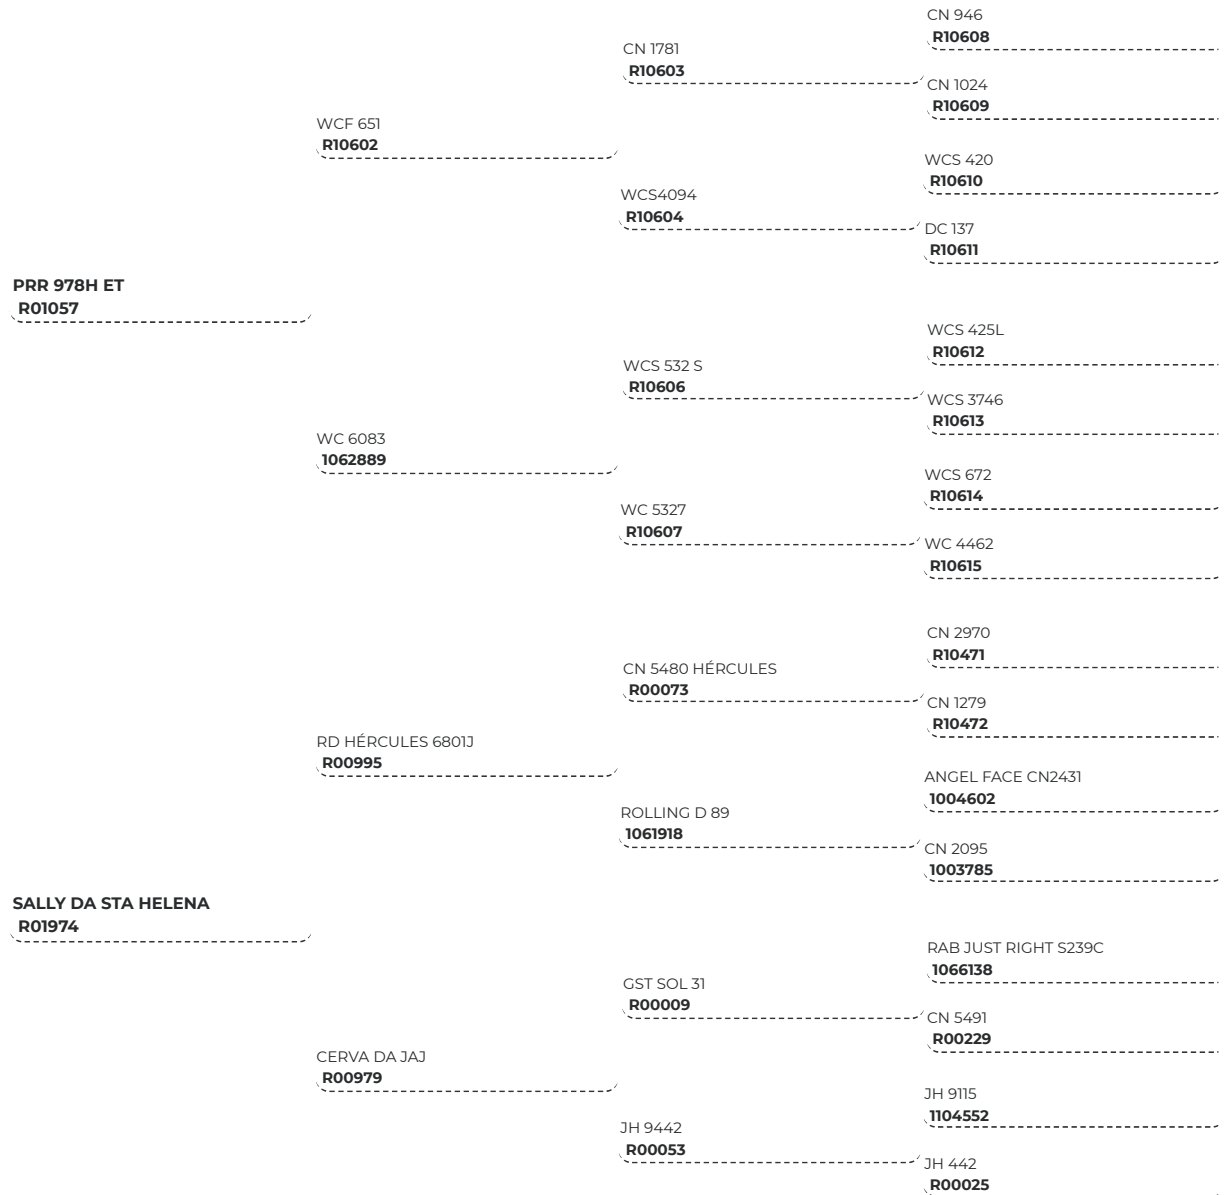 CN 946
R10608
CN 1781
R10603
CN 1024
R10609
WCF 651
R10602
WCS 420
R10610
WCS4094
R10604
DC 137
R10611
PRR 978H ET
R01057
WCS 425L
R10612
WCS 532 S
R10606
WCS 3746
R10613
WC 6083
1062889
WCS 672
R10614
WC 5327
R10607
WC 4462
R10615
CN 2970
R10471
CN 5480 HÉRCULES
R00073
CN 1279
R10472
RD HÉRCULES 6801J
R00995
ANGEL FACE CN2431
1004602
ROLLING D 89
1061918
CN 2095
1003785
SALLY DA STA HELENA
R01974
RAB JUST RIGHT S239C
1066138
GST SOL 31
R00009
CN 5491
R00229
CERVA DA JAJ
R00979
JH 9115
1104552
JH 9442
R00053
JH 442
R00025